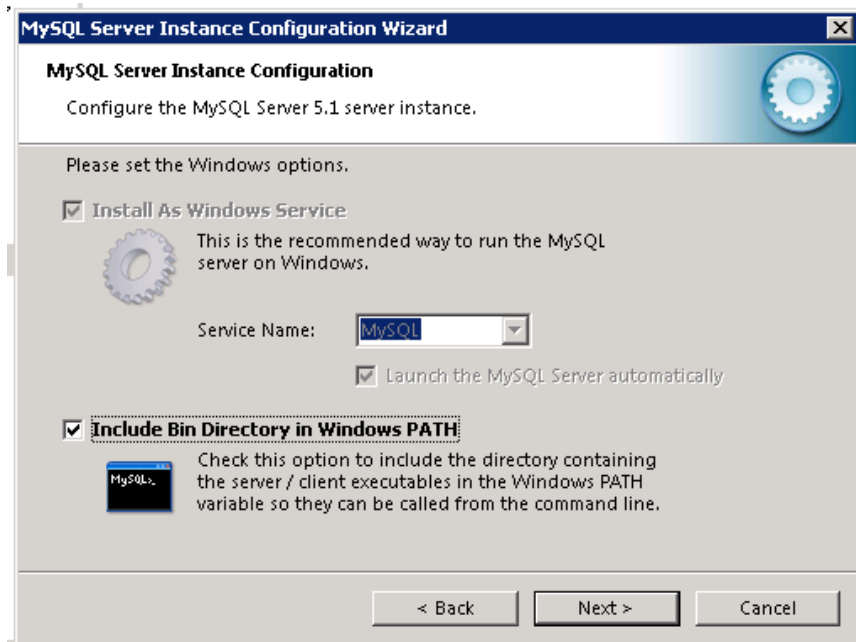 MySQL Server Instance Configuration Wizard
MySQL Server Instance Configuration
Configure the MySQL Server 5.1 server instance.
Please set the Windows options.
Install As Windows Service
This is the recommended way to run the MySQL
server on Windows.
Service Name:
MySQL
Launch the MySQL Server automatically
Include Bin Directory in Windows PATH
MySQL>_
Check this option to include the directory containing
the server / client executables in the Windows PATH
variable so they can be called from the command line.
< Back
Next >
Cancel